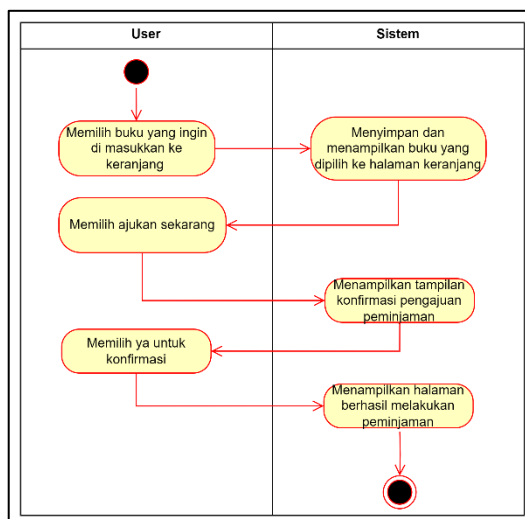 User
Sistem
Memilih buku yang ingin
di masukkan ke
keranjang
Menyimpan dan
menampilkan buku yang
dipilih ke halaman keranjang
Memilih ajukan sekarang
Menampilkan tampilan
konfirmasi pengajuan
peminjaman
Memilih ya untuk
konfirmasi
Menampilkan halaman
berhasil melakukan
peminjaman